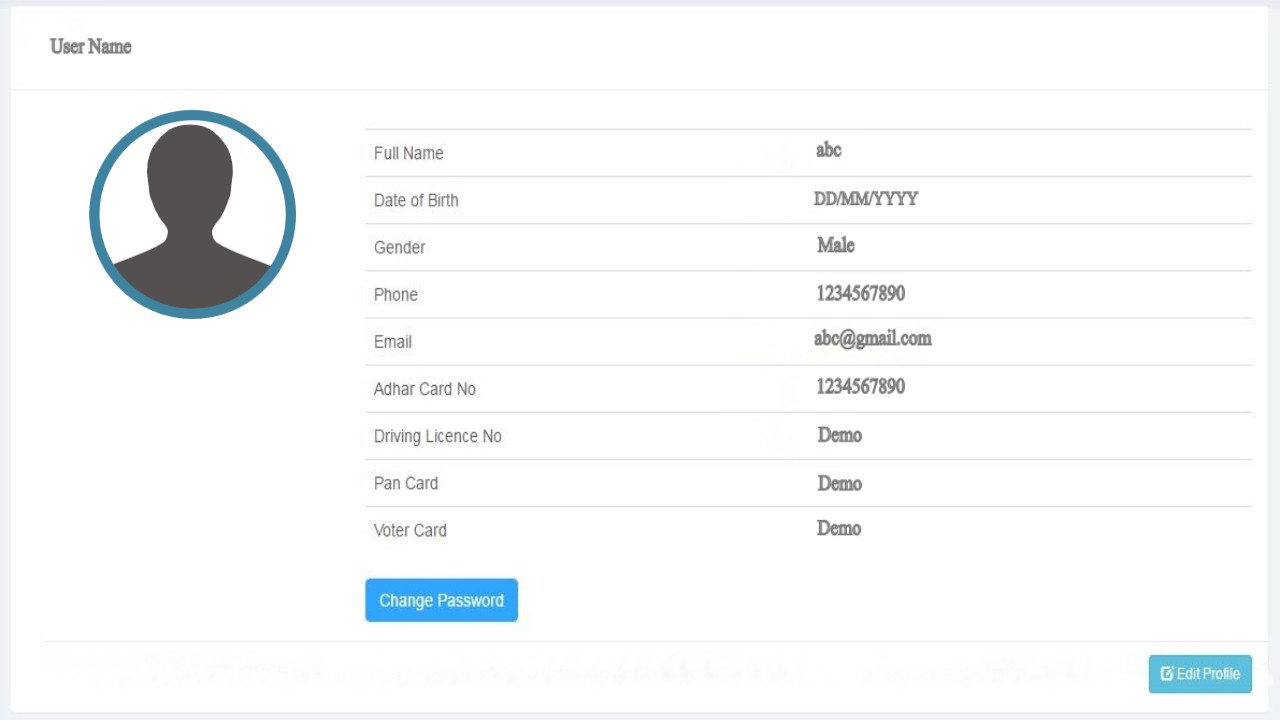 User Name
Full Name abc
Date of Birth DD/MM/YYYY
Gender Male
Phone 1234567890
Email abc@gmail.com
Adhar Card No 1234567890
Driving Licence No Demo
Pan Card Demo
Voter Card Demo
Change Password
Edit Profile